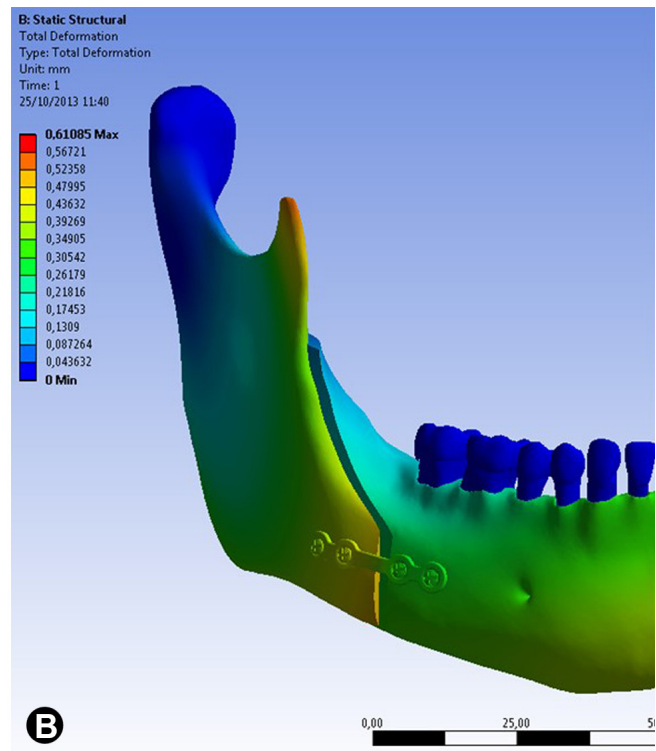 B: Static Structural
Total Deformation
Type: Total Deformation
Unit: mm
Time: 1
25/10/2013 11:40
0,61085 Max
0,56721
0,52358
0,47995
0,43632
0,39269
0,34905
0,30542
0,26179
0,21816
0,17453
0,1309
0,087264
0,043632
0 Min
B
0,00
25,00